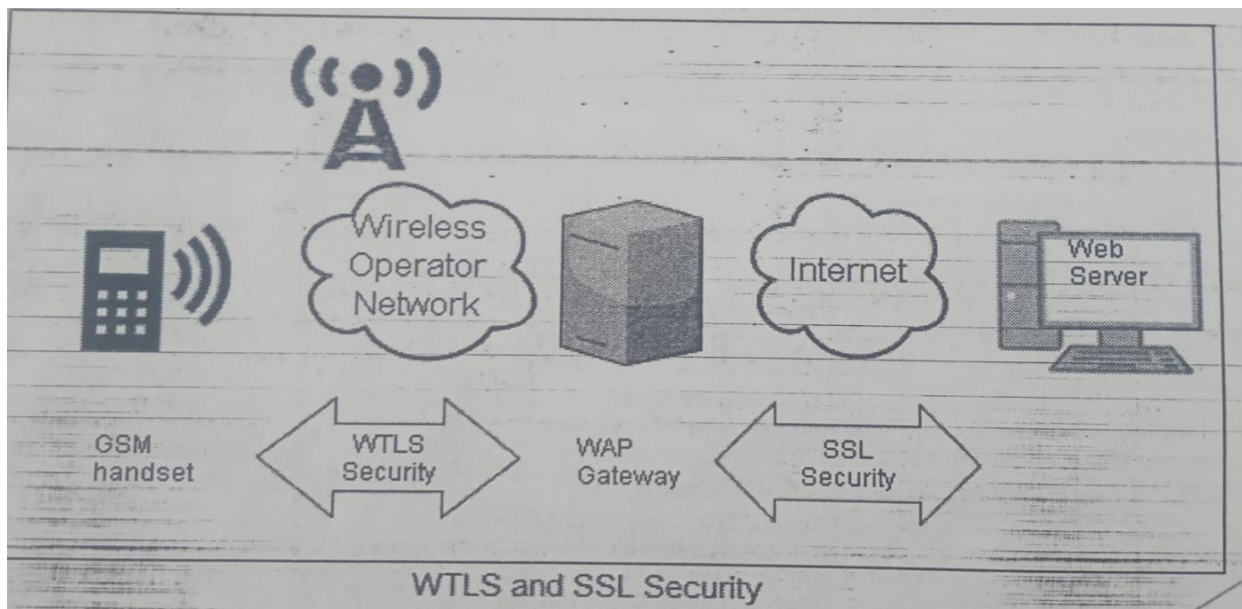 Wireless
Operator
Network
Internet
Web
Server
GSM
handset
WTLS
Security
WAP
Gateway
SSL
Security
WTLS and SSL Security